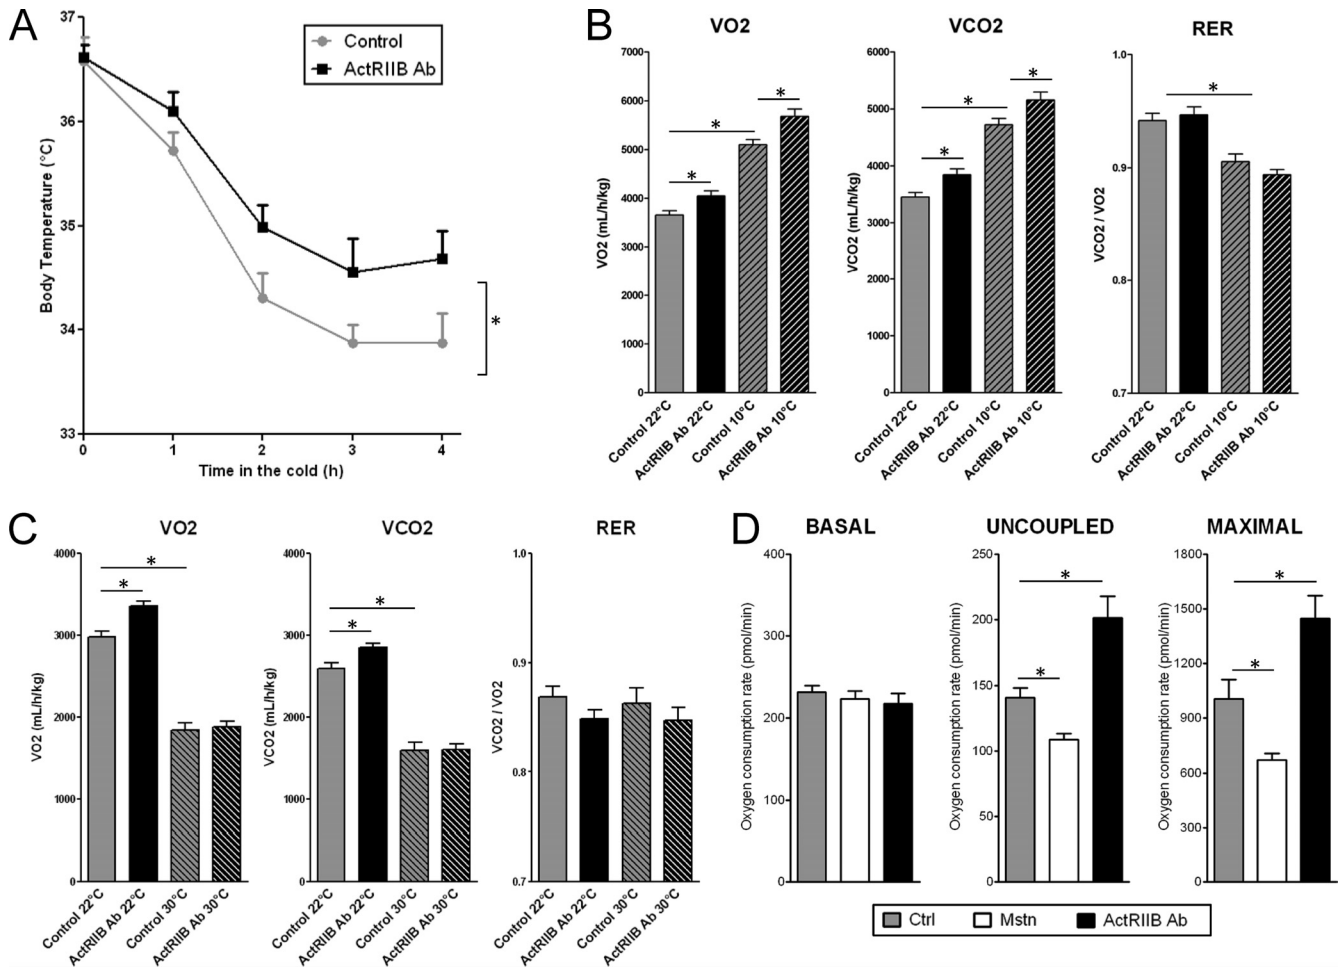 A
37
36
35
34
33
Body Temperature (°C)
Control
ActRIIB Ab
*
0
1
2
3
4
Time in the cold (h)
B
VO2
7000
6000
5000
4000
3000
2000
1000
0
VO2 (mL/h/kg)
*
*
*
Control 22°C
ActRIIB Ab 22°C
Control 10°C
ActRIIB Ab 10°C
VCO2
6000
5000
4000
3000
2000
1000
0
VCO2 (mL/h/kg)
*
*
*
Control 22°C
ActRIIB Ab 22°C
Control 10°C
ActRIIB Ab 10°C
RER
1.0
0.9
0.8
0.7
VCO2 / VO2
*
Control 22°C
ActRIIB Ab 22°C
Control 10°C
ActRIIB Ab 10°C
C
VO2
4000
3000
2000
1000
0
VO2 (mL/h/kg)
*
*
Control 22°C
ActRIIB Ab 22°C
Control 30°C
ActRIIB Ab 30°C
VCO2
4000
3000
2000
1000
0
VCO2 (mL/h/kg)
*
*
Control 22°C
ActRIIB Ab 22°C
Control 30°C
ActRIIB Ab 30°C
RER
1.0
0.9
0.8
0.7
VCO2 / VO2
Control 22°C
ActRIIB Ab 22°C
Control 30°C
ActRIIB Ab 30°C
D
BASAL
400
300
200
100
0
Oxygen consumption rate (pmol/min)
UNCOUPLED
250
200
150
100
50
0
Oxygen consumption rate (pmol/min)
*
*
MAXIMAL
1800
1500
1200
900
600
300
0
Oxygen consumption rate (pmol/min)
*
*
Ctrl
Mstn
ActRIIB Ab